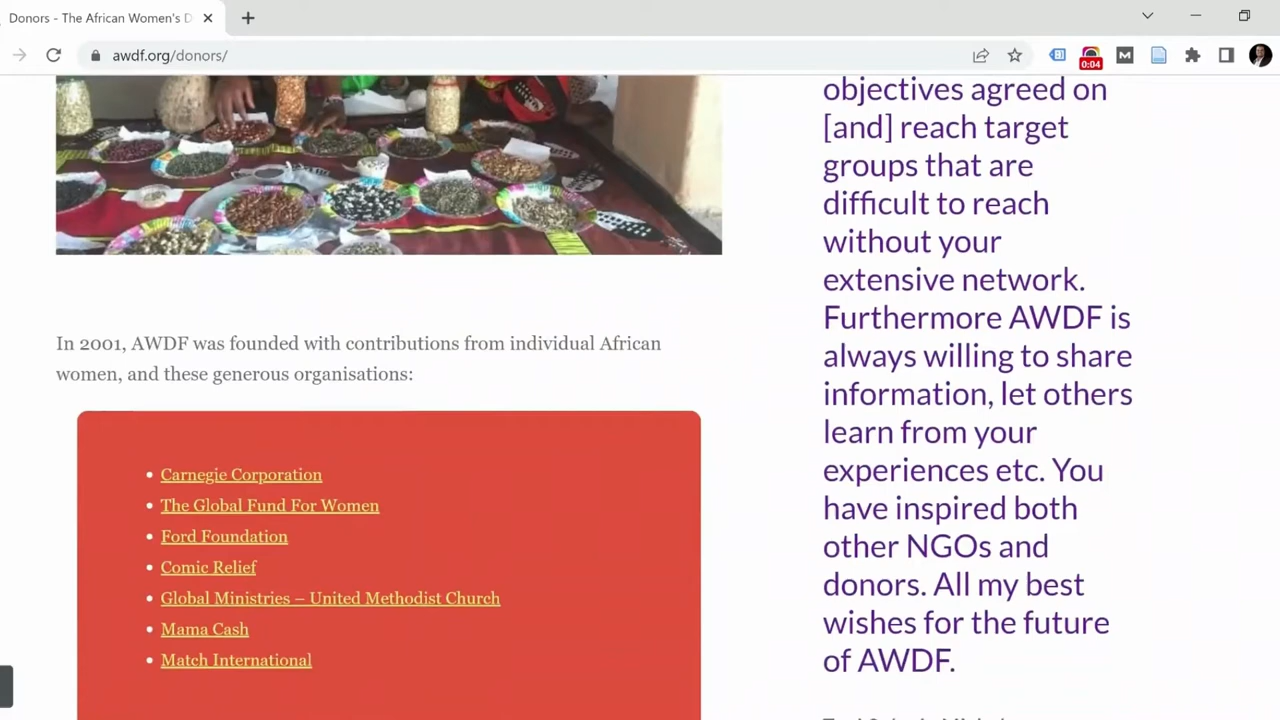 Donors - The African Women's D
awdf.org/donors/
0:04
M
objectives agreed on
[and] reach target
groups that are
difficult to reach
without your
extensive network.
Furthermore AWDF is
always willing to share
information, let others
learn from your
experiences etc. You
have inspired both
other NGOs and
donors. All my best
wishes for the future
of AWDF.
In 2001, AWDF was founded with contributions from individual African
women, and these generous organisations:
• Carnegie Corporation
• The Global Fund For Women
• Ford Foundation
• Comic Relief
• Global Ministries – United Methodist Church
• Mama Cash
• Match International